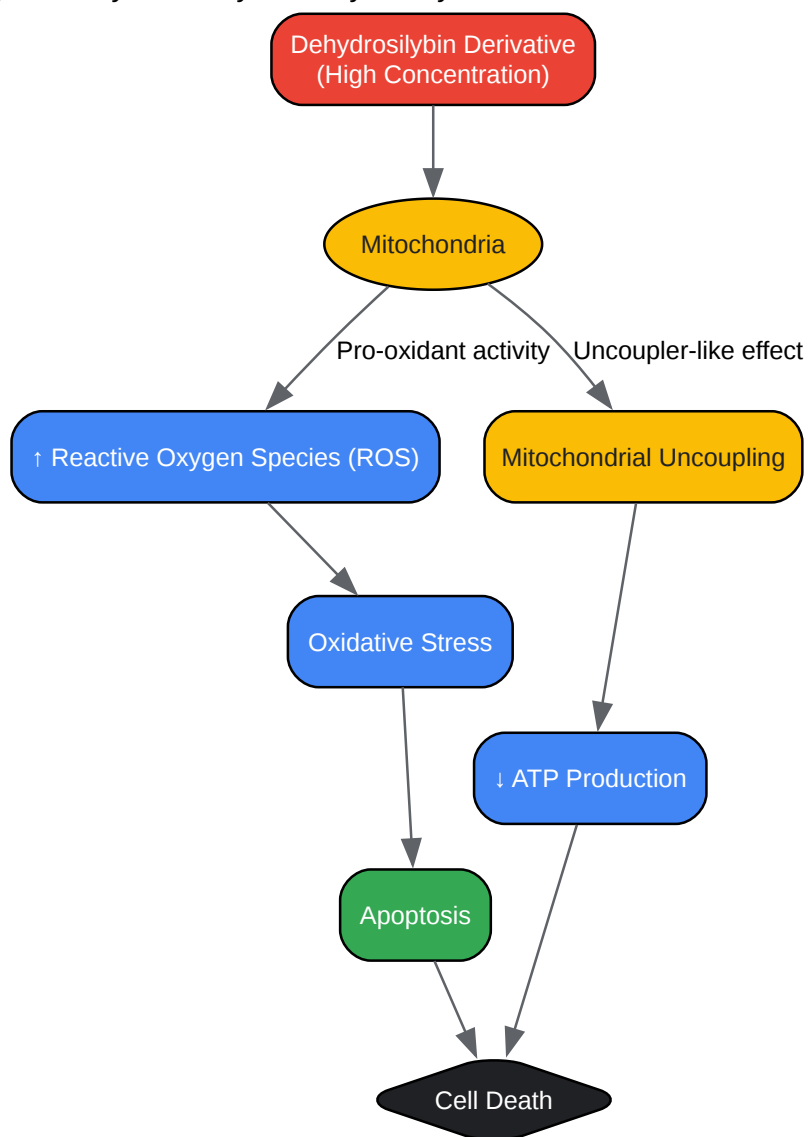 Dehydrosilybin Derivative
(High Concentration)
Mitochondria
Pro-oxidant activity
Uncoupler-like effect
↑ Reactive Oxygen Species (ROS)
Mitochondrial Uncoupling
Oxidative Stress
↓ ATP Production
Apoptosis
Cell Death